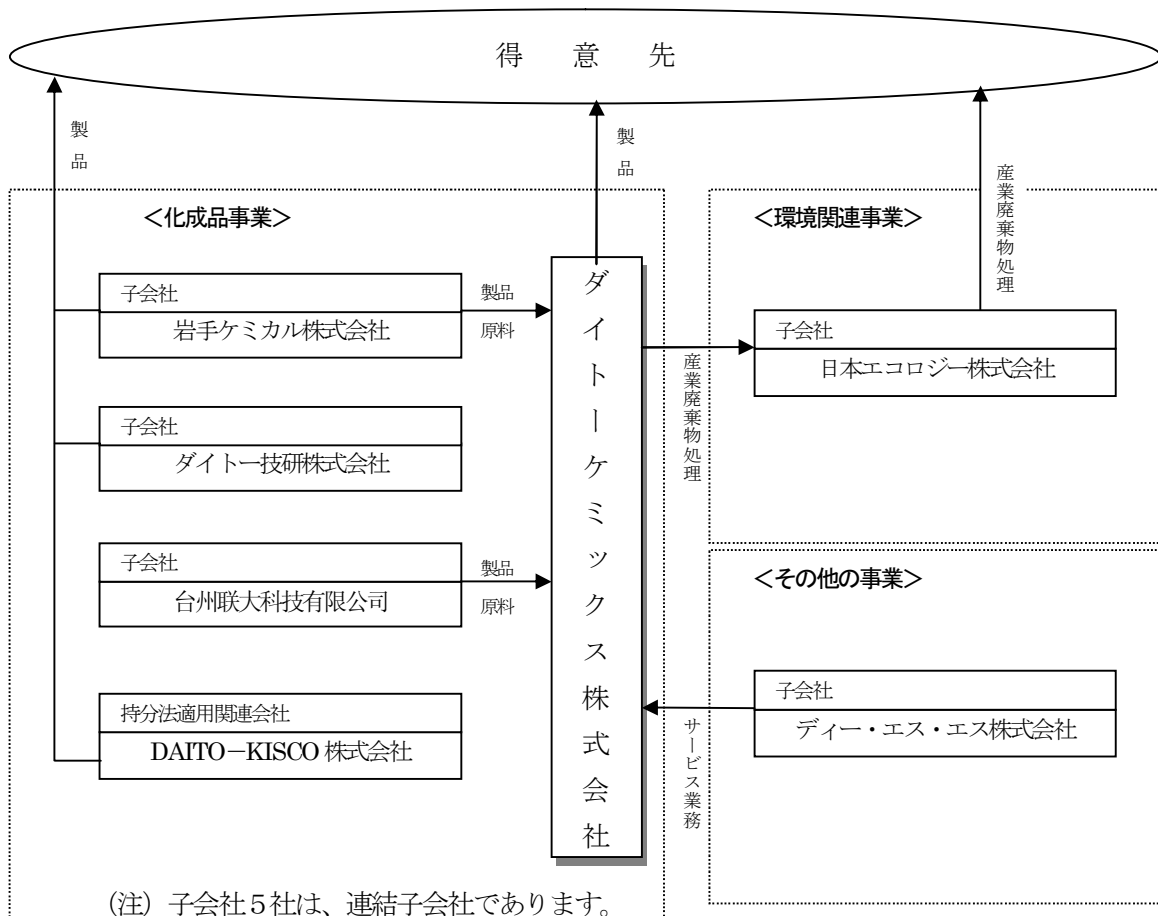 得意先
製品
製品
産業廃棄物処理
＜化成品事業＞
＜環境関連事業＞
子会社
岩手ケミカル株式会社
製品
原料
ダイトーケミックス株式会社
産業廃棄物処理
子会社
日本エコロジー株式会社
子会社
ダイトー技研株式会社
子会社
台州联大科技有限公司
製品
原料
＜その他の事業＞
持分法適用関連会社
DAITO－KISCO 株式会社
サービス業務
子会社
ディー・エス・エス株式会社
（注）子会社５社は、連結子会社であります。